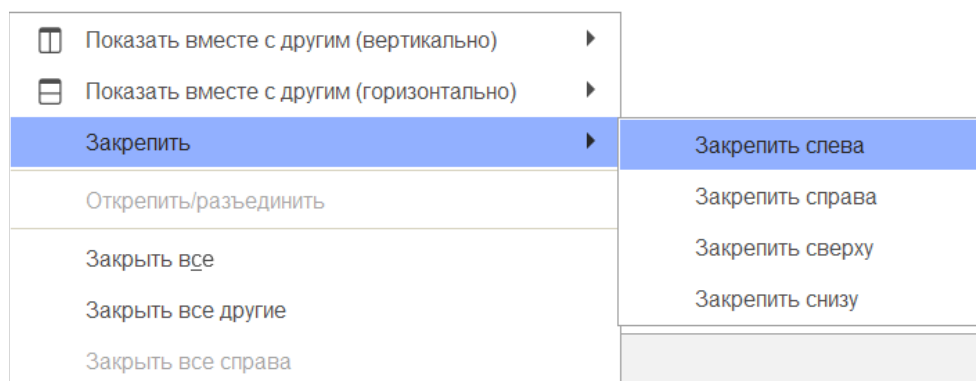 Показать вместе с другим (вертикально)
Показать вместе с другим (горизонтально)
Закрепить
Открепить/разъединить
Закрыть все
Закрыть все другие
Закрыть все справа
Закрепить слева
Закрепить справа
Закрепить сверху
Закрепить снизу